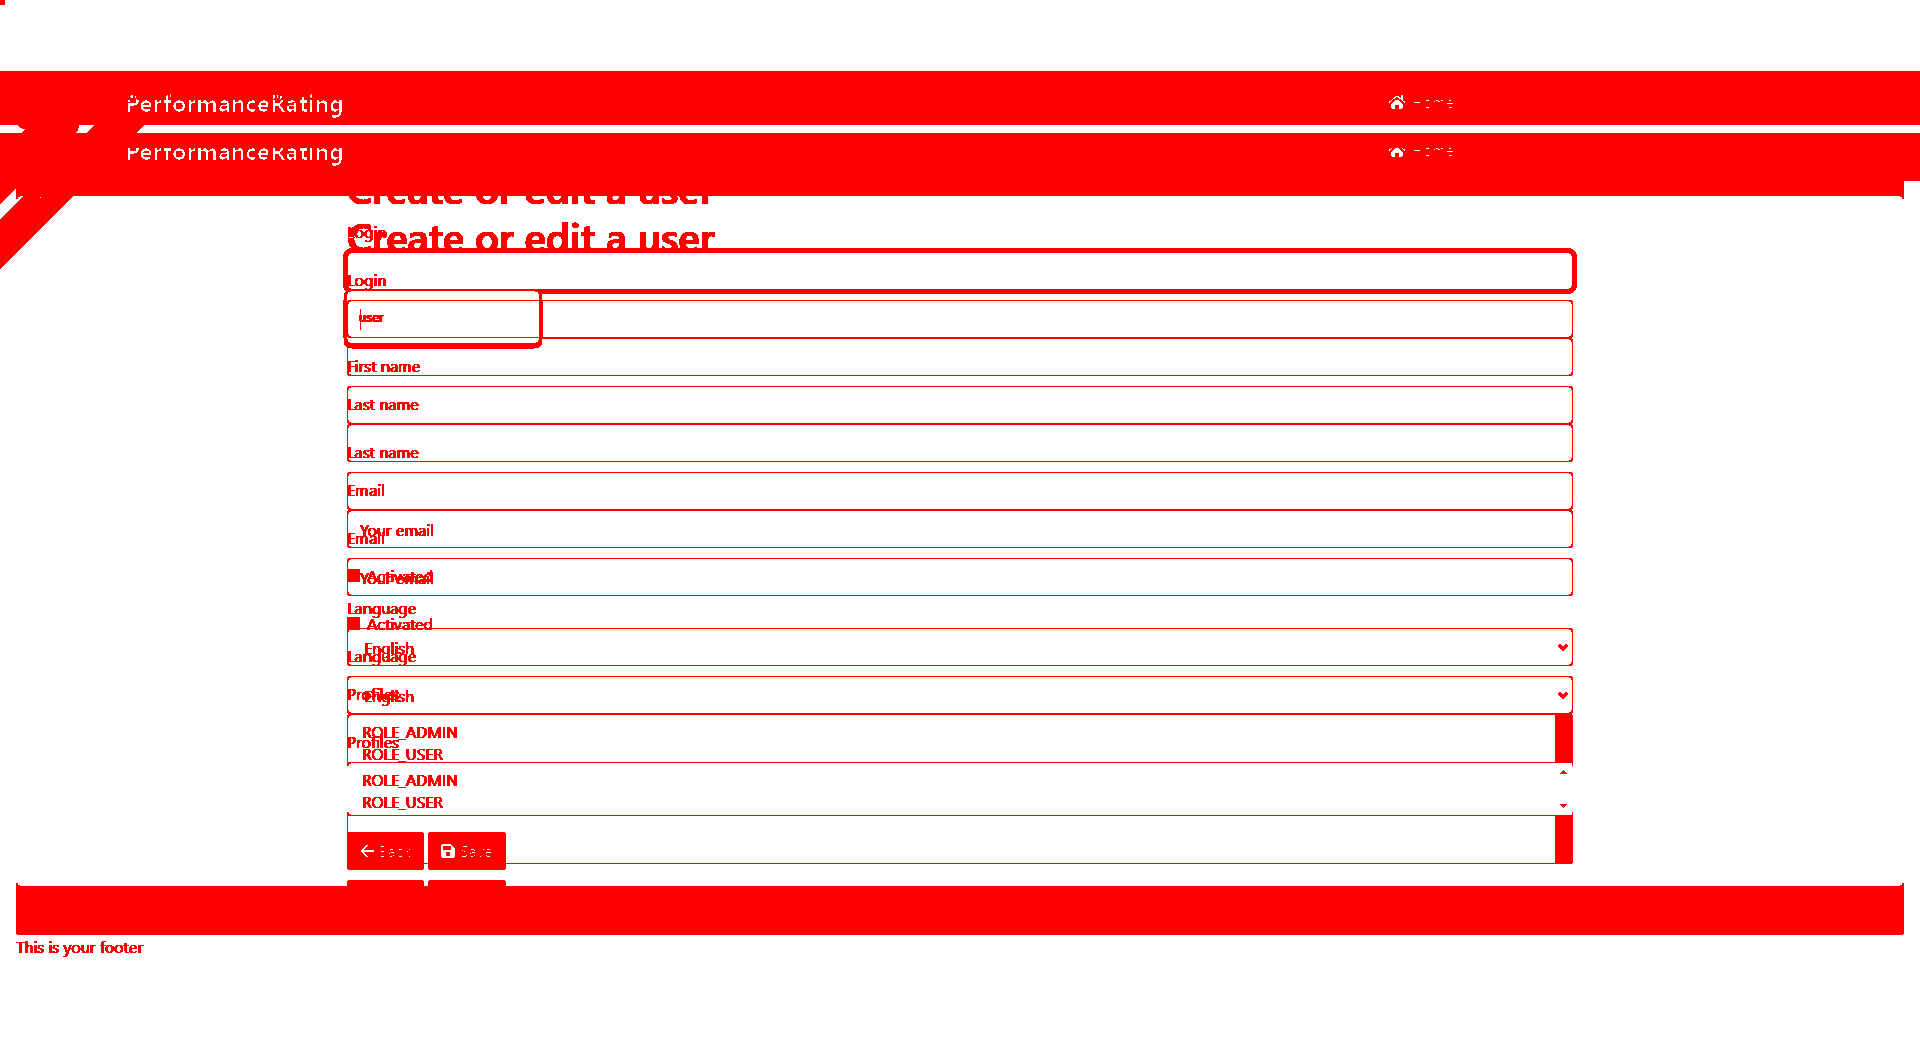 PerformanceRating Home
PerformanceRating Home
Create or edit a user
Create or edit a user
Login
Login
user
First name
Last name
Last name
Email
Your email
Email
Activated
Your email
Language
Activated
English
Language
Profiles
English
ROLE_ADMIN
Profiles
ROLE_USER
ROLE_ADMIN
ROLE_USER
Back Save
This is your footer